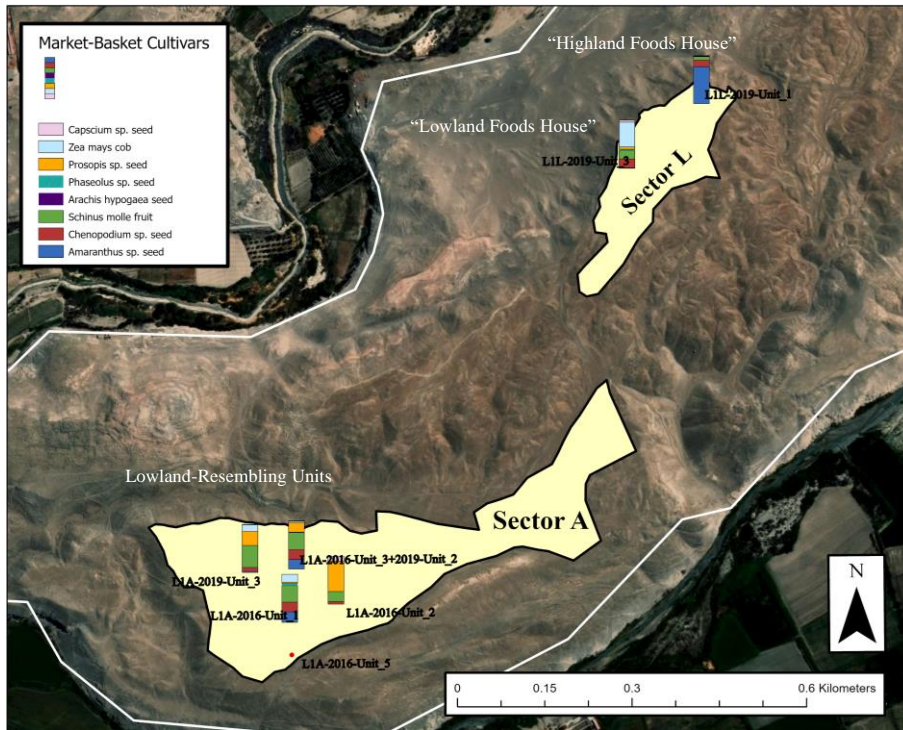 Market-Basket Cultivars
Capscium sp. seed
Zea mays cob
Prosopis sp. seed
Phaseolus sp. seed
Arachis hypogaea seed
Schinus molle fruit
Chenopodium sp. seed
Amaranthus sp. seed
“Highland Foods House”
L1L-2019-Unit_1
“Lowland Foods House”
L1L-2019-Unit_3
Sector L
Lowland-Resembling Units
Sector A
L1A-2016-Unit_3+2019-Unit_2
L1A-2019-Unit_3
L1A-2016-Unit_1
L1A-2016-Unit_2
L1A-2016-Unit_5
N
0 0.15 0.3 0.6 Kilometers